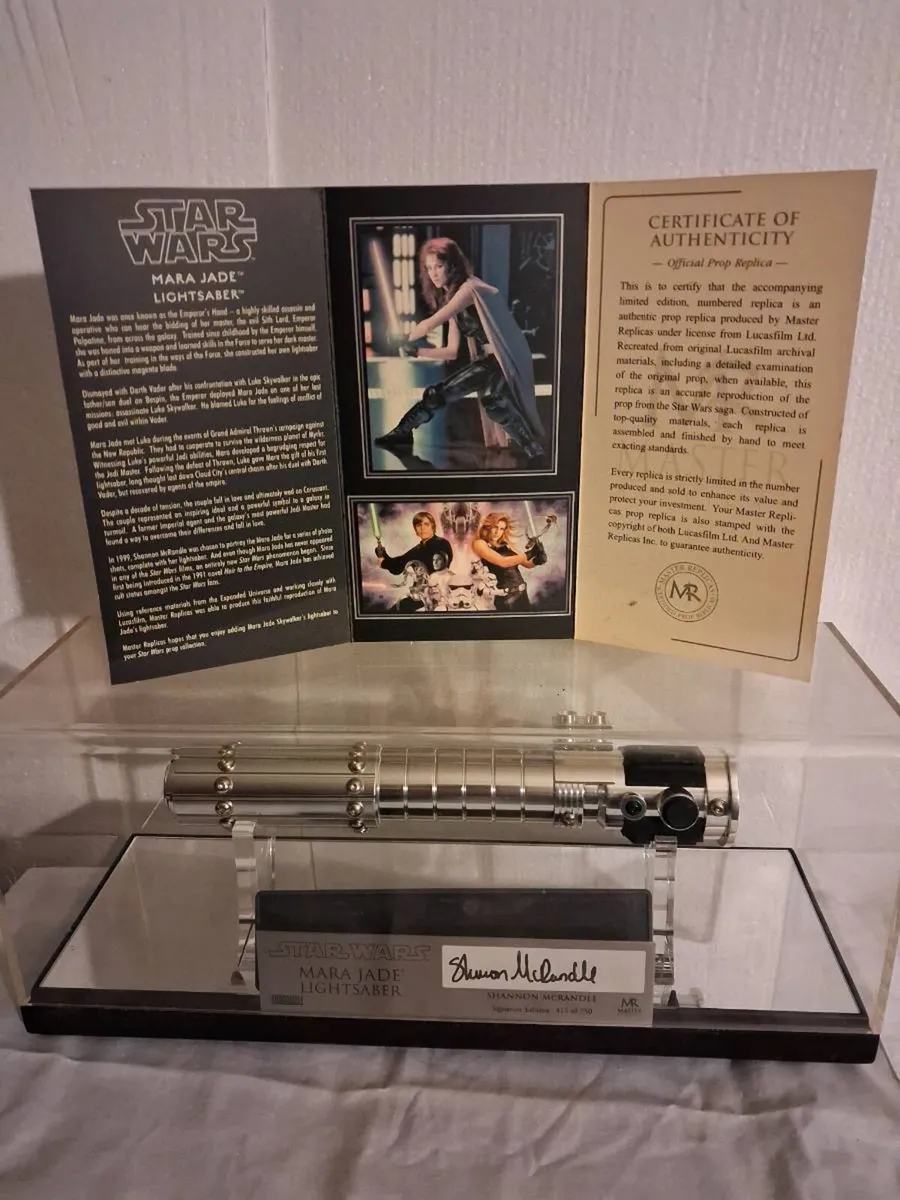 STAR
WARS
MARA JADE™
LIGHTSABER™
Mara Jade was once known as the Emperor's Hand – a highly skilled assassin and
operative who can hear the bidding of her master, the evil Sith Lord, Emperor
Palpatine, from across the galaxy. Trained since childhood by the Emperor himself,
she was honed into a weapon and learned skills in the Force to serve her dark master.
As part of her training in the ways of the Force, she constructed her own lightsaber
with a distinctive magenta blade.
Dismayed with Darth Vader after his confrontation with Luke Skywalker in the epic
father/son duel on Bespin, the Emperor deployed Mara Jade on one of her last
missions: assassinate Luke Skywalker. He blamed Luke for the feelings of conflict of
good and evil within Vader.
Mara Jade met Luke during the events of Grand Admiral Thrawn's campaign against
the New Republic. They had to cooperate to survive the wilderness planet of Myrkr.
Witnessing Luke's powerful Jedi abilities, Mara developed a begrudging respect for
the Jedi Master. Following the defeat of Thrawn, Luke gave Mara the gift of his first
lightsaber, long thought lost down Cloud City's central chasm after his duel with Darth
Vader, but recovered by agents of the empire.
Despite a decade of tension, the couple fell in love and ultimately wed on Coruscant.
The couple represented an inspiring ideal and a powerful symbol to a galaxy in
turmoil. A former Imperial agent and the galaxy's most powerful Jedi Master had
found a way to overcome their differences and fall in love.
In 1999, Shannon McRandle was chosen to portray the Mara Jade for a series of photo
shots, complete with her lightsaber. And even though Mara Jade has never appeared
in any of the Star Wars films, an entirely new Star Wars phenomenon began. Since
first being introduced in the 1991 novel Heir to the Empire, Mara Jade has achieved
cult status amongst the Star Wars fans.
Using reference materials from the Expanded Universe and working closely with
Lucasfilm, Master Replicas was able to produce this faithful reproduction of Mara
Jade's lightsaber.
Master Replicas hopes that you enjoy adding Mara Jade Skywalker's lightsaber to
your Star Wars prop collection.
CERTIFICATE OF
AUTHENTICITY
— Official Prop Replica —
This is to certify that the accompanying
limited edition, numbered replica is an
authentic prop replica produced by Master
Replicas under license from Lucasfilm Ltd.
Recreated from original Lucasfilm archival
materials, including a detailed examination
of the original prop, when available, this
replica is an accurate reproduction of the
prop from the Star Wars saga. Constructed of
top-quality materials, each replica is
assembled and finished by hand to meet
exacting standards.
MASTER
Every replica is strictly limited in the number
produced and sold to enhance its value and
protect your investment. Your Master Repli-
cas prop replica is also stamped with the
copyright of both Lucasfilm Ltd. And Master
Replicas Inc. to guarantee authenticity.
MASTER REPLICAS
MR
STAR WARS
MARA JADE™
LIGHTSABER
Shannon McRandle
SHANNON MCRANDLE
Signature Edition
of 750
MR
MASTER